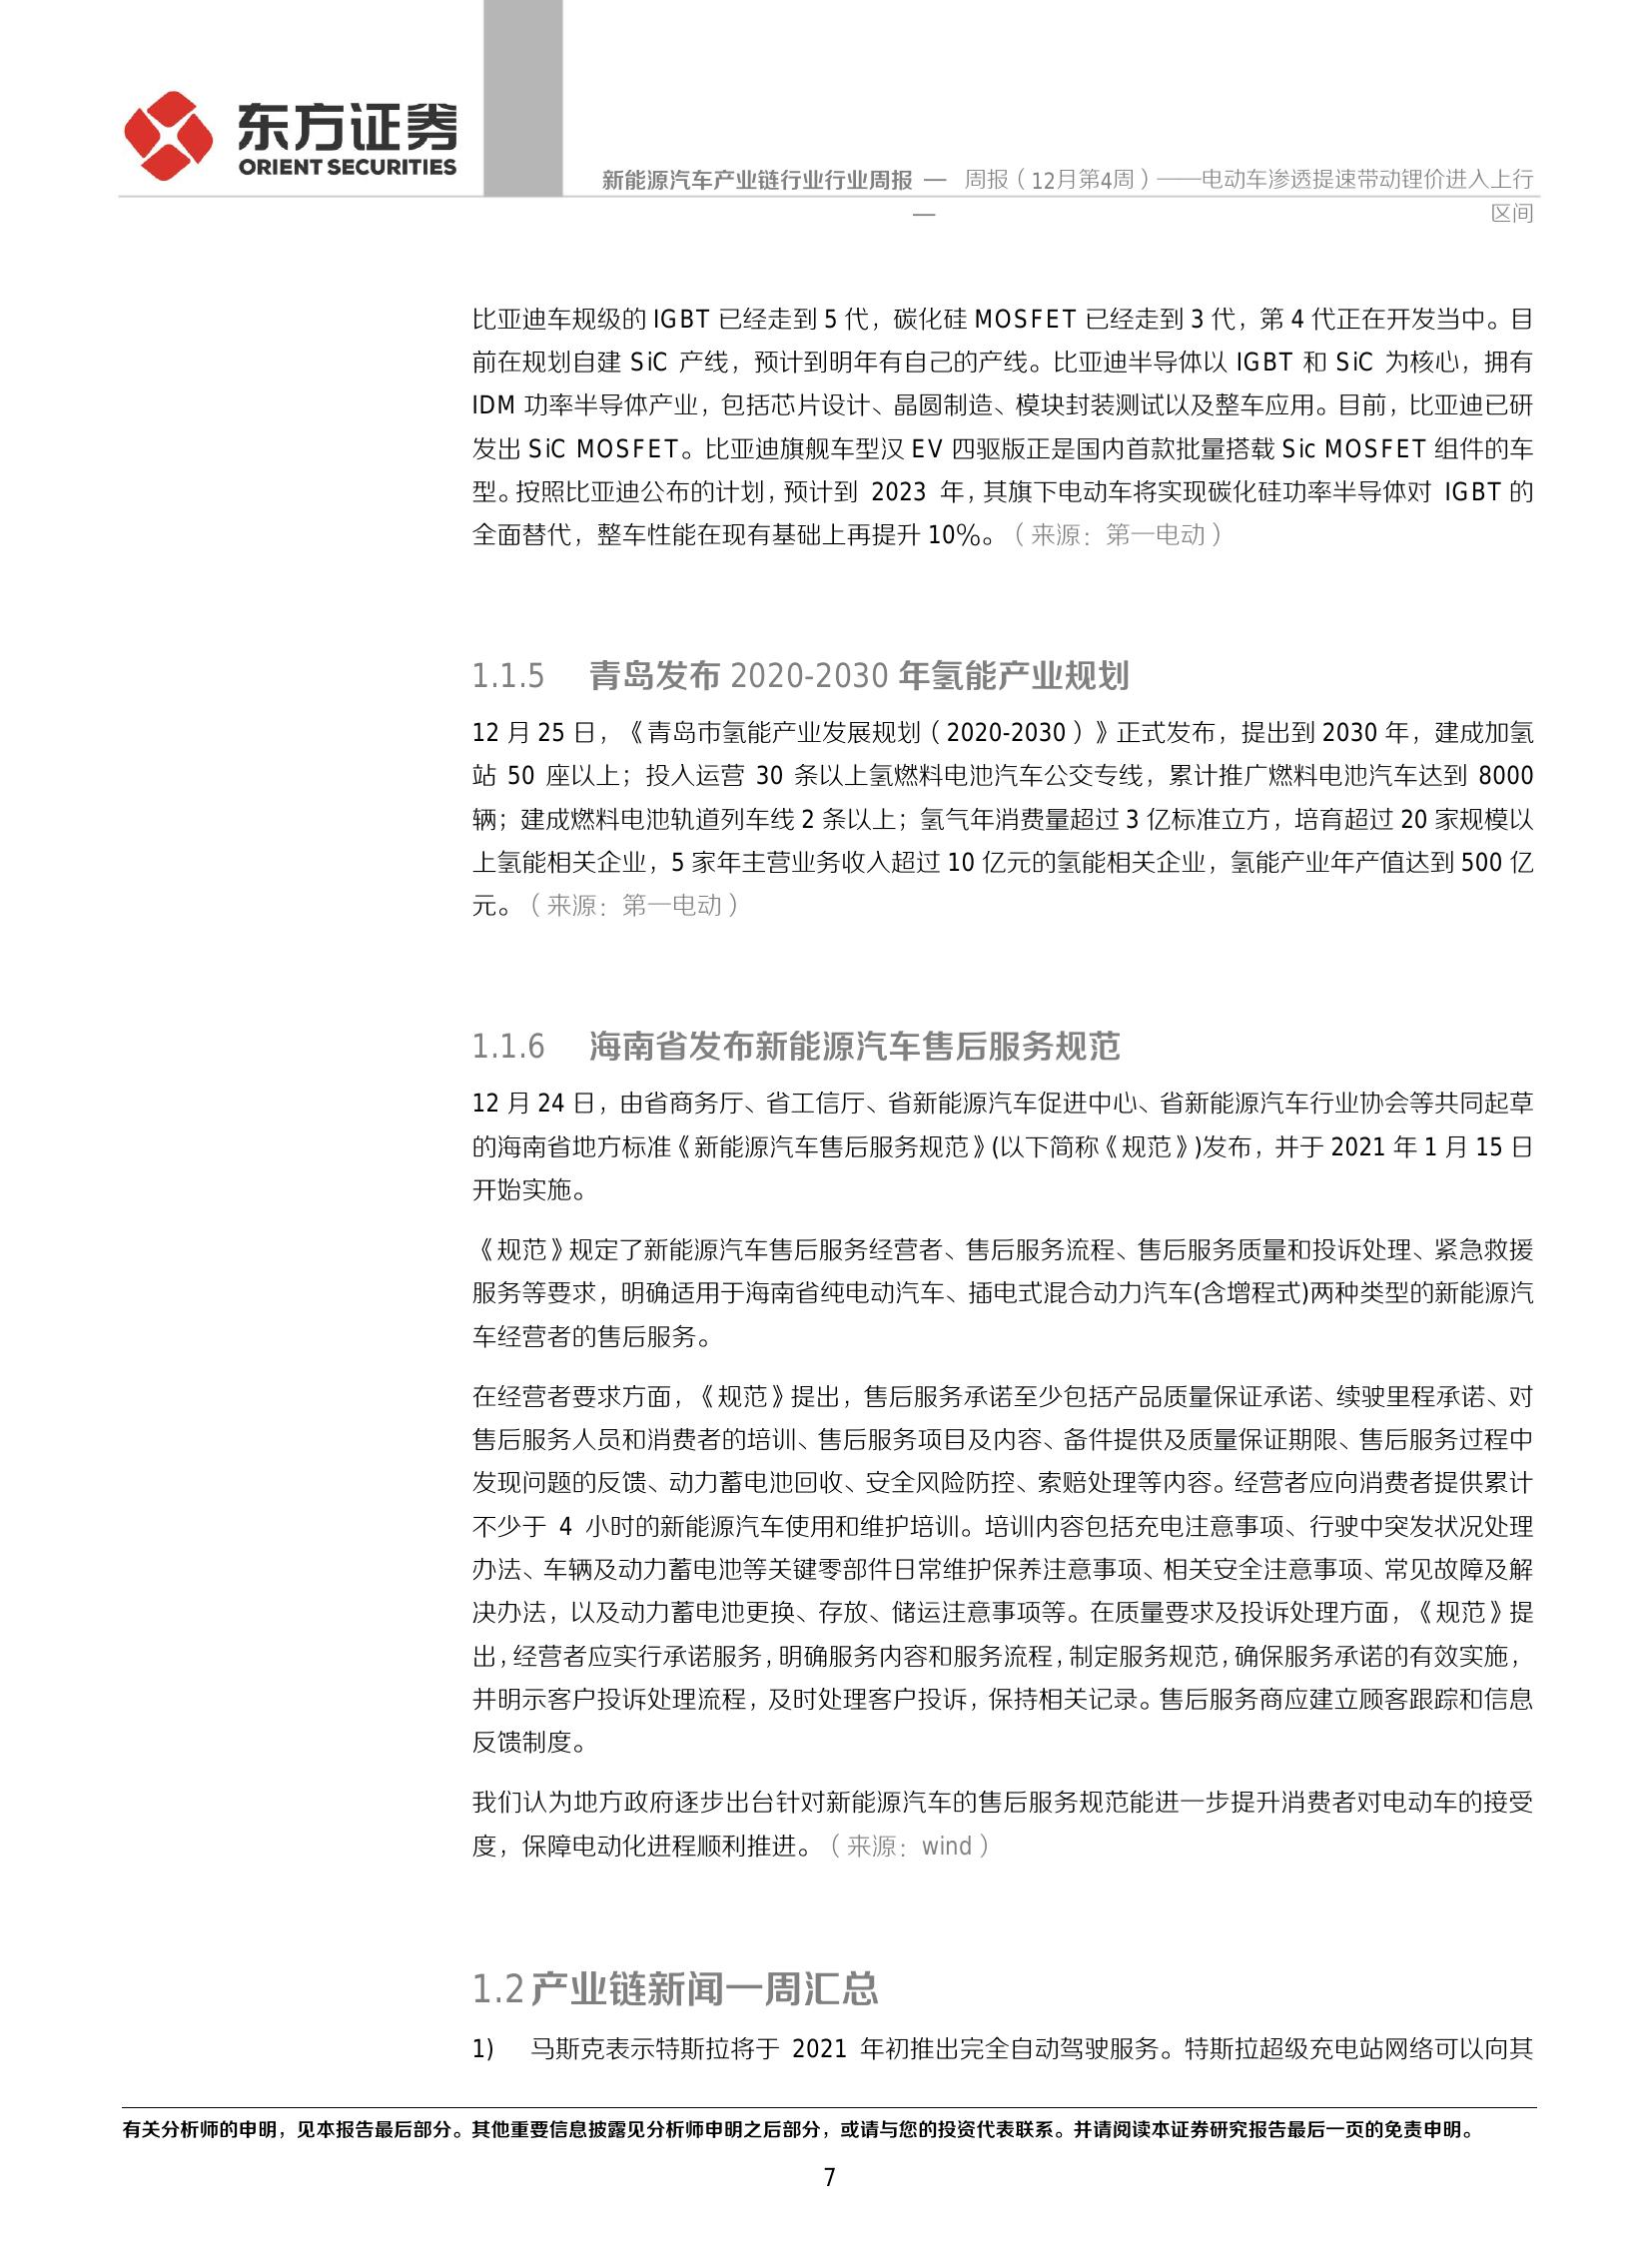 东方证券
ORIENT SECURITIES
新能源汽车产业链行业行业周报 — 周报（12月第4周）——电动车渗透提速带动锂价进入上行
— 区间
比亚迪车规级的 IGBT 已经走到 5 代，碳化硅 MOSFET 已经走到 3 代，第 4 代正在开发当中。目
前在规划自建 SiC 产线，预计到明年有自己的产线。比亚迪半导体以 IGBT 和 SiC 为核心，拥有
IDM 功率半导体产业，包括芯片设计、晶圆制造、模块封装测试以及整车应用。目前，比亚迪已研
发出 SiC MOSFET。比亚迪旗舰车型汉 EV 四驱版正是国内首款批量搭载 Sic MOSFET 组件的车
型。按照比亚迪公布的计划，预计到 2023 年，其旗下电动车将实现碳化硅功率半导体对 IGBT 的
全面替代，整车性能在现有基础上再提升 10%。（来源：第一电动）
1.1.5 青岛发布 2020-2030 年氢能产业规划
12 月 25 日，《青岛市氢能产业发展规划（2020-2030）》正式发布，提出到 2030 年，建成加氢
站 50 座以上；投入运营 30 条以上氢燃料电池汽车公交专线，累计推广燃料电池汽车达到 8000
辆；建成燃料电池轨道列车线 2 条以上；氢气年消费量超过 3 亿标准立方，培育超过 20 家规模以
上氢能相关企业，5 家年主营业务收入超过 10 亿元的氢能相关企业，氢能产业年产值达到 500 亿
元。（来源：第一电动）
1.1.6 海南省发布新能源汽车售后服务规范
12 月 24 日，由省商务厅、省工信厅、省新能源汽车促进中心、省新能源汽车行业协会等共同起草
的海南省地方标准《新能源汽车售后服务规范》(以下简称《规范》)发布，并于 2021 年 1 月 15 日
开始实施。
《规范》规定了新能源汽车售后服务经营者、售后服务流程、售后服务质量和投诉处理、紧急救援
服务等要求，明确适用于海南省纯电动汽车、插电式混合动力汽车(含增程式)两种类型的新能源汽
车经营者的售后服务。
在经营者要求方面，《规范》提出，售后服务承诺至少包括产品质量保证承诺、续驶里程承诺、对
售后服务人员和消费者的培训、售后服务项目及内容、备件提供及质量保证期限、售后服务过程中
发现问题的反馈、动力蓄电池回收、安全风险防控、索赔处理等内容。经营者应向消费者提供累计
不少于 4 小时的新能源汽车使用和维护培训。培训内容包括充电注意事项、行驶中突发状况处理
办法、车辆及动力蓄电池等关键零部件日常维护保养注意事项、相关安全注意事项、常见故障及解
决办法，以及动力蓄电池更换、存放、储运注意事项等。在质量要求及投诉处理方面，《规范》提
出，经营者应实行承诺服务，明确服务内容和服务流程，制定服务规范，确保服务承诺的有效实施，
并明示客户投诉处理流程，及时处理客户投诉，保持相关记录。售后服务商应建立顾客跟踪和信息
反馈制度。
我们认为地方政府逐步出台针对新能源汽车的售后服务规范能进一步提升消费者对电动车的接受
度，保障电动化进程顺利推进。（来源：wind）
1.2 产业链新闻一周汇总
1) 马斯克表示特斯拉将于 2021 年初推出完全自动驾驶服务。特斯拉超级充电站网络可以向其
有关分析师的申明，见本报告最后部分。其他重要信息披露见分析师申明之后部分，或请与您的投资代表联系。并请阅读本证券研究报告最后一页的免责申明。
7